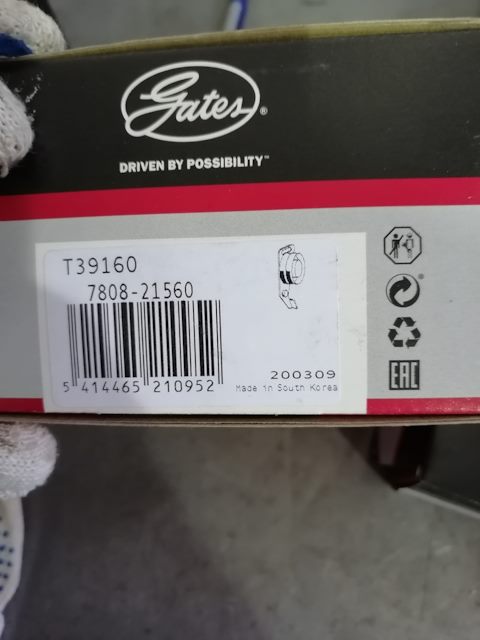 Gates®
DRIVEN BY POSSIBILITY™
T39160
7808-21560
5 414465 210952
200309
Made in South Korea
EAC